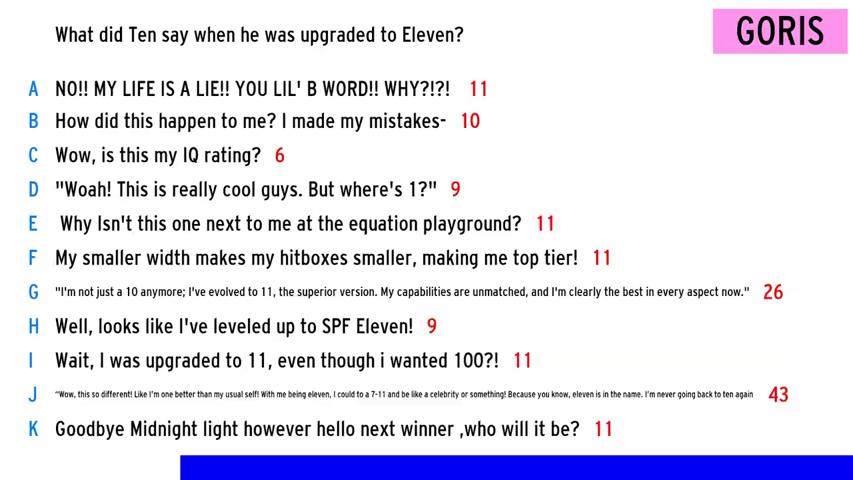 What did Ten say when he was upgraded to Eleven?
GORIS
A NO!! MY LIFE IS A LIE!! YOU LIL' B WORD!! WHY?!?! 11
B How did this happen to me? I made my mistakes- 10
C Wow, is this my IQ rating? 6
D "Woah! This is really cool guys. But where's 1?" 9
E Why Isn't this one next to me at the equation playground? 11
F My smaller width makes my hitboxes smaller, making me top tier! 11
G "I'm not just a 10 anymore; I've evolved to 11, the superior version. My capabilities are unmatched, and I'm clearly the best in every aspect now." 26
H Well, looks like I've leveled up to SPF Eleven! 9
I Wait, I was upgraded to 11, even though i wanted 100?! 11
J "Wow, this so different! Like I'm one better than my usual self! With me being eleven, I could to a 7-11 and be like a celebrity or something! Because you know, eleven is in the name. I'm never going back to ten again 43
K Goodbye Midnight light however hello next winner ,who will it be? 11